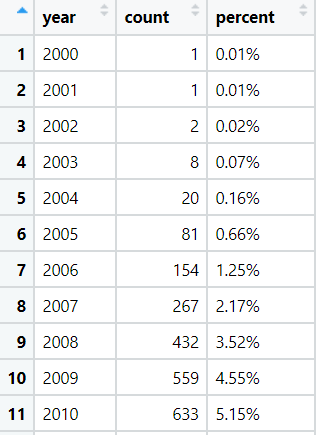 year count percent
1 2000 1 0.01%
2 2001 1 0.01%
3 2002 2 0.02%
4 2003 8 0.07%
5 2004 20 0.16%
6 2005 81 0.66%
7 2006 154 1.25%
8 2007 267 2.17%
9 2008 432 3.52%
10 2009 559 4.55%
11 2010 633 5.15%